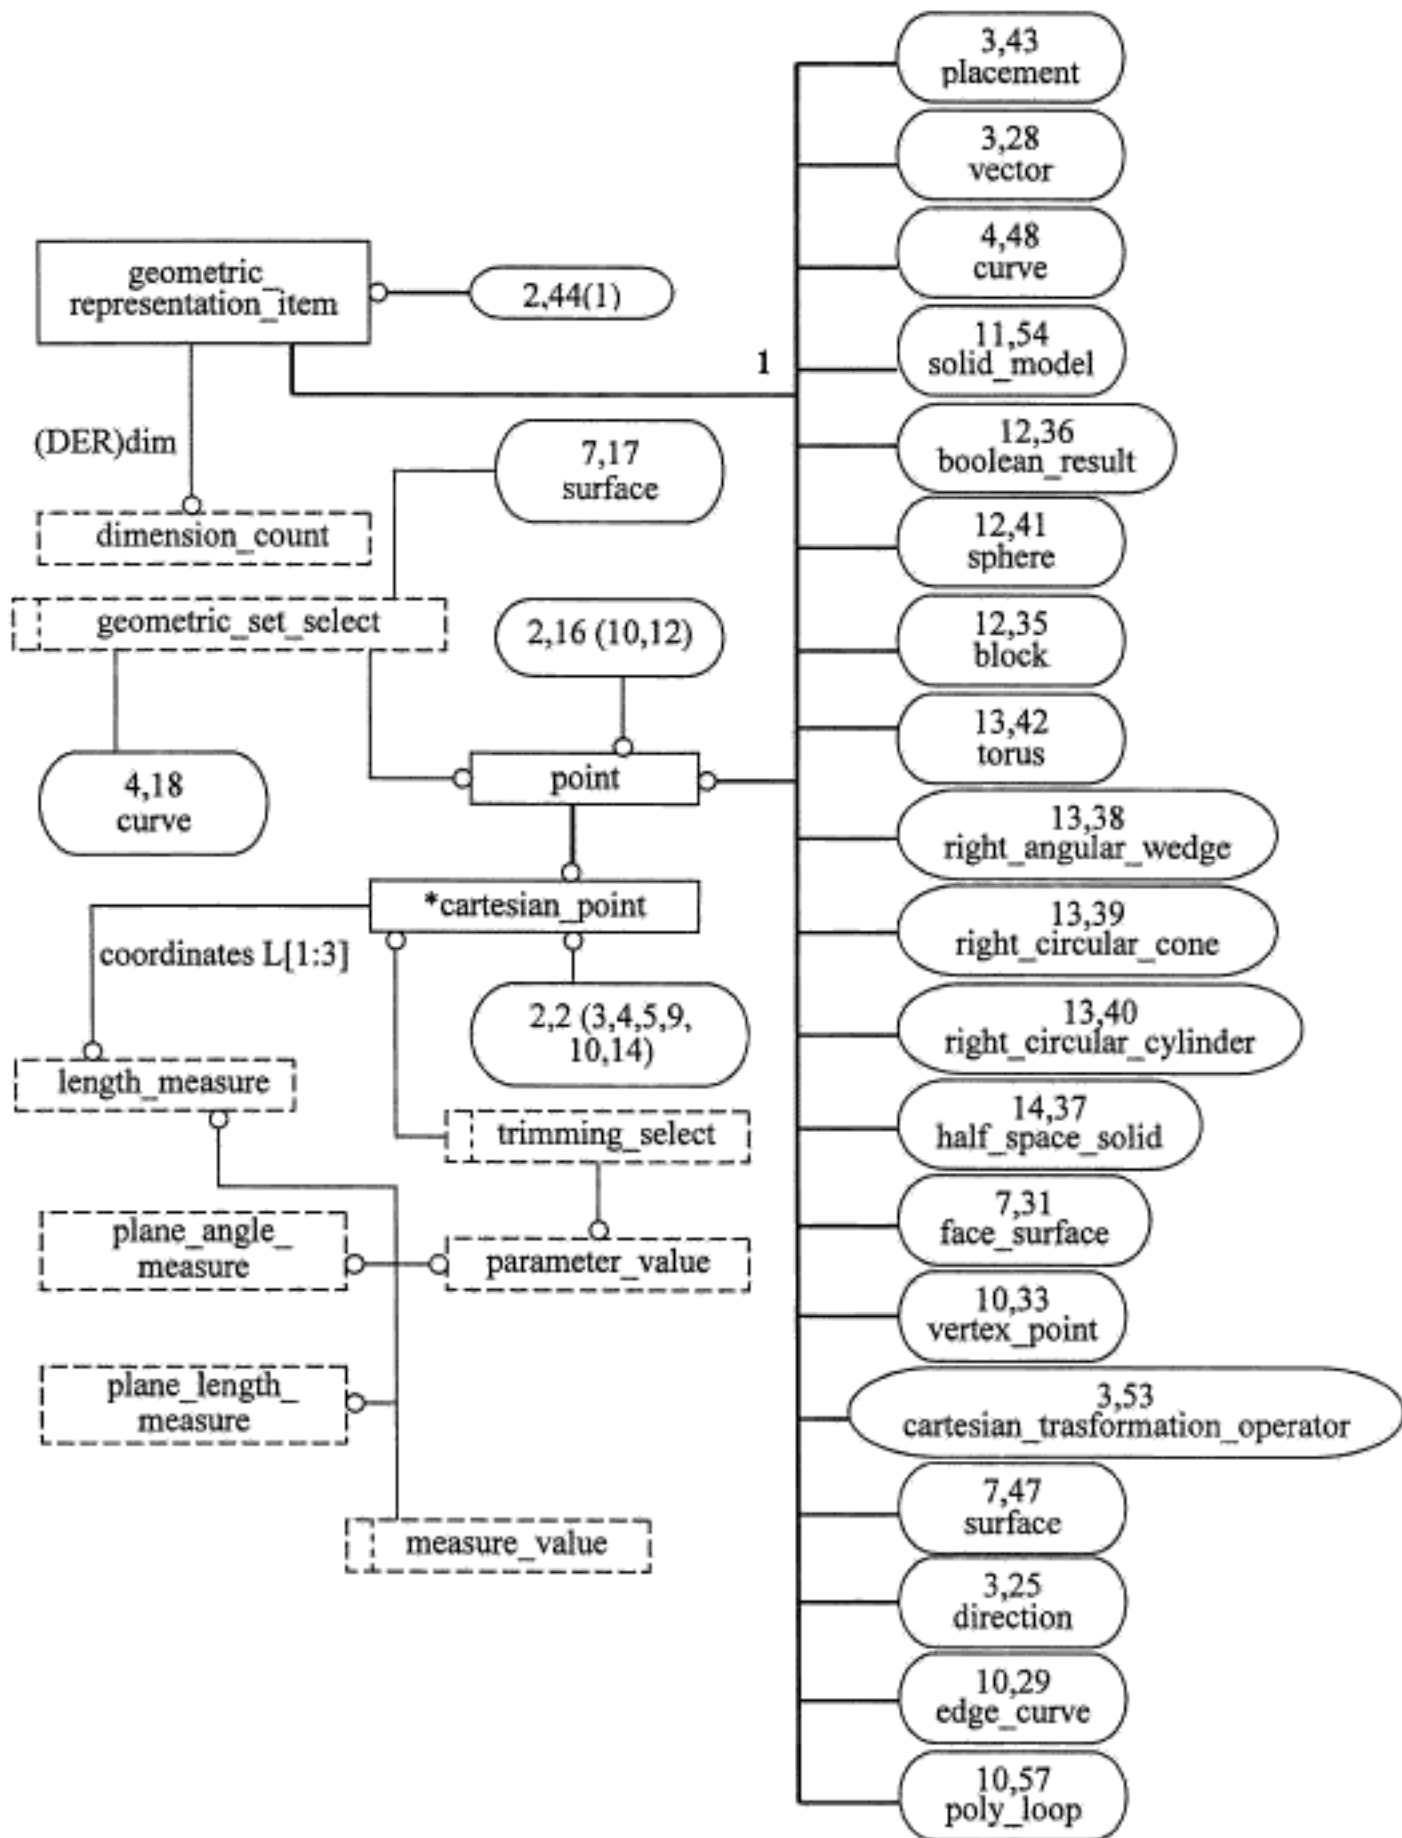 geometric_
representation_item
2,44(1)
1
(DER)dim
dimension_count
7,17
surface
geometric_set_select
2,16 (10,12)
4,18
curve
point
*cartesian_point
coordinates L[1:3]
2,2 (3,4,5,9,
10,14)
length_measure
trimming_select
plane_angle_
measure
parameter_value
plane_length_
measure
measure_value
3,43
placement
3,28
vector
4,48
curve
11,54
solid_model
12,36
boolean_result
12,41
sphere
12,35
block
13,42
torus
13,38
right_angular_wedge
13,39
right_circular_cone
13,40
right_circular_cylinder
14,37
half_space_solid
7,31
face_surface
10,33
vertex_point
3,53
cartesian_trasformation_operator
7,47
surface
3,25
direction
10,29
edge_curve
10,57
poly_loop